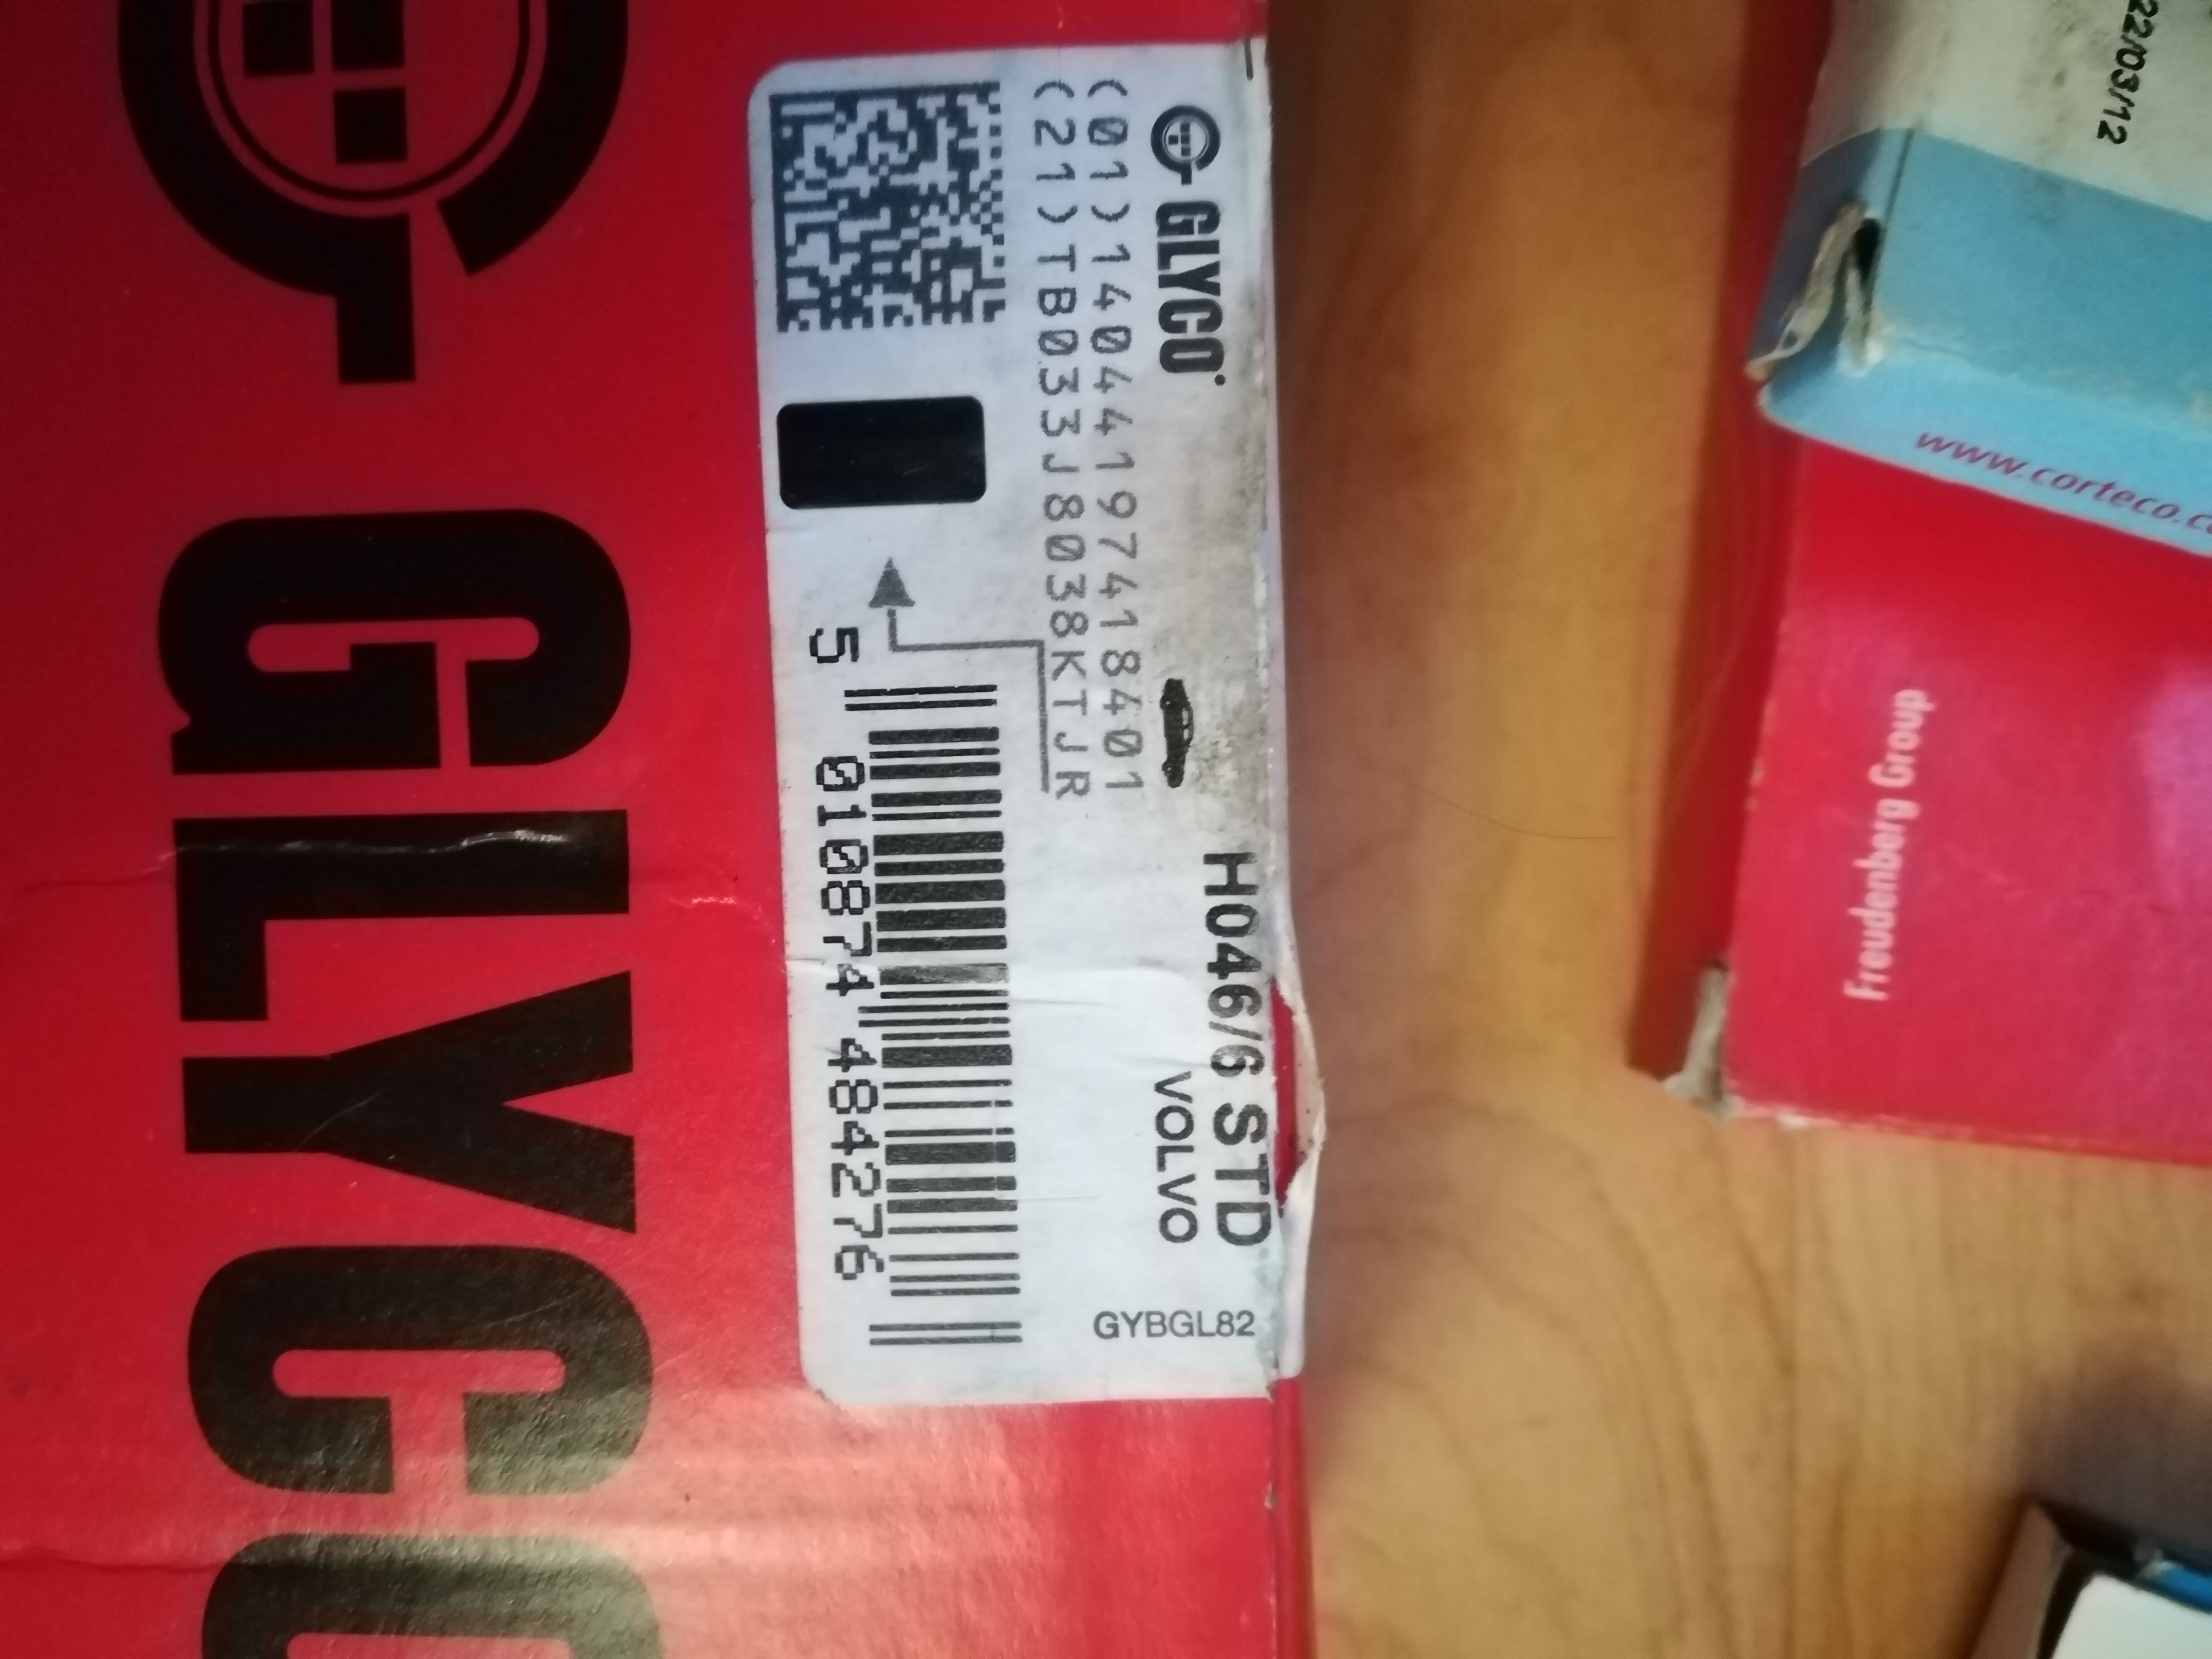 GLYCO
GLYCO
(01)14044197418401
(21)TB033J8038KTJR
H046/6 STD
VOLVO
GYBGL82
5 010874 484276
22/03/12
www.corteco.c
Freudenberg Group